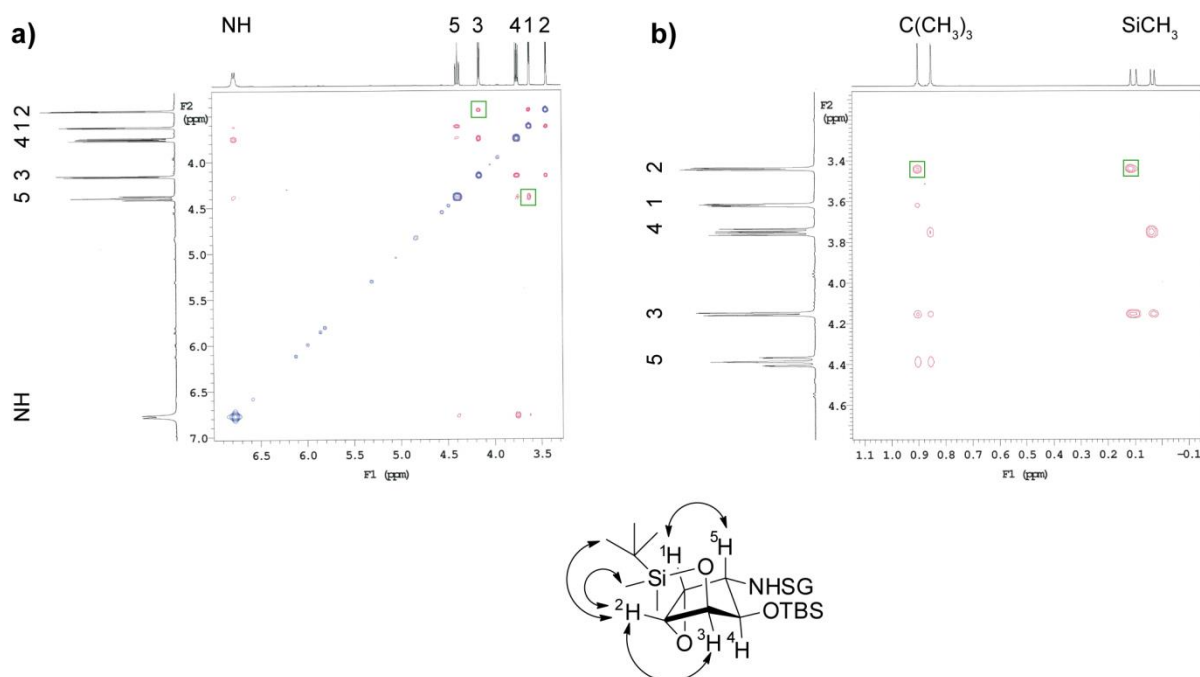 a)
NH 5 3 4 1 2
F2
(ppm)
2
1
4
4.0
3
5
4.5
5.0
5.5
6.0
6.5
NH
7.0
6.5 6.0 5.5 5.0 4.5 4.0 3.5
F1 (ppm)
b)
C(CH3)3 SiCH3
F2
(ppm)
3.4
2
3.6
1
4
3.8
4.0
3
4.2
5
4.4
4.6
1.1 1.0 0.9 0.8 0.7 0.6 0.5 0.4 0.3 0.2 0.1 -0.1
F1 (ppm)
1H 5H
Si O
NHSG
2H OTBS
O 3H 4H